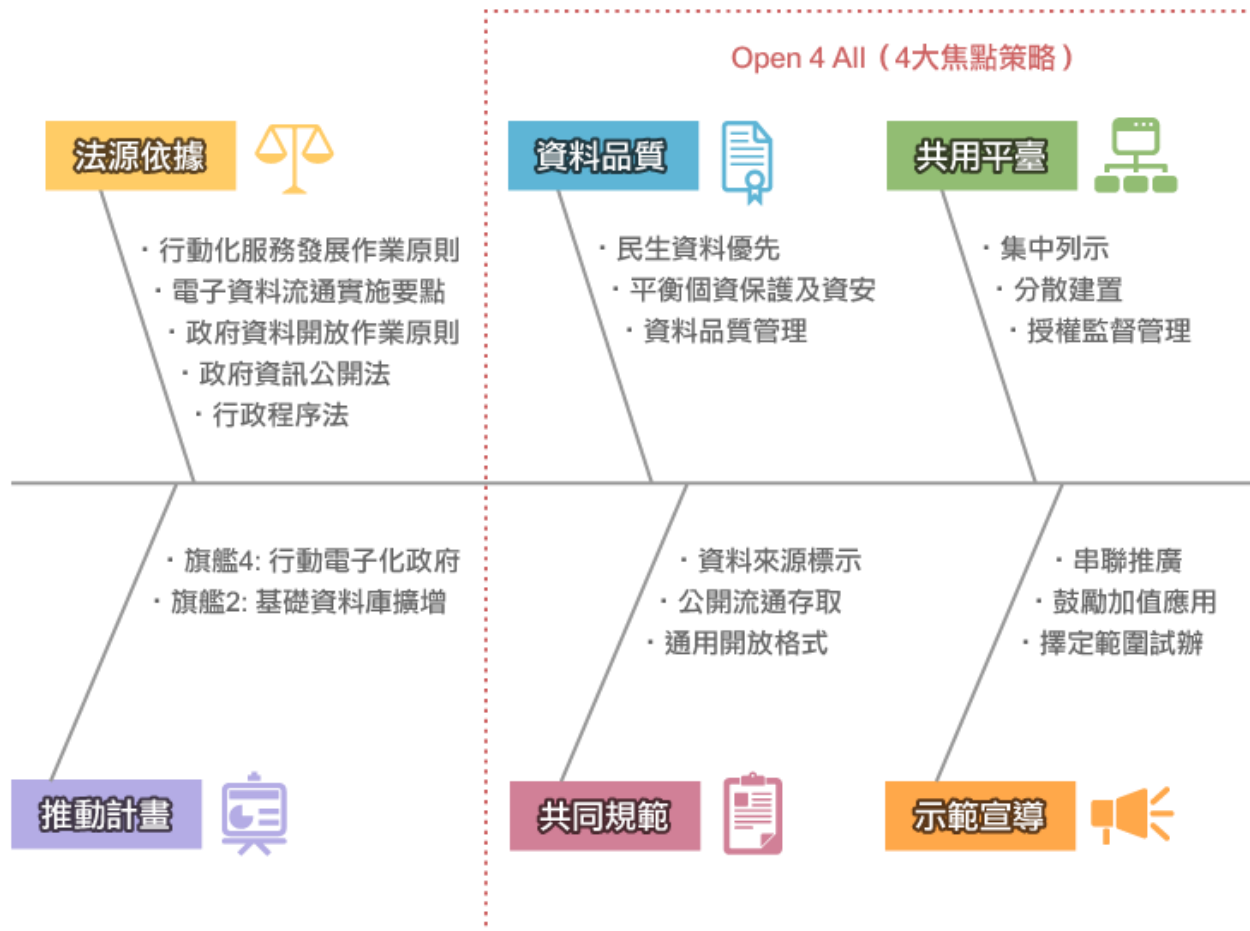 Open 4 All（4大焦點策略）
法源依據
·行動化服務發展作業原則
·電子資料流通實施要點
·政府資料開放作業原則
·政府資訊公開法
·行政程序法
資料品質
·民生資料優先
·平衡個資保護及資安
·資料品質管理
共用平臺
·集中列示
·分散建置
·授權監督管理
·旗艦4: 行動電子化政府
·旗艦2: 基礎資料庫擴增
推動計畫
·資料來源標示
·公開流通存取
·通用開放格式
共同規範
·串聯推廣
·鼓勵加值應用
·擇定範圍試辦
示範宣導